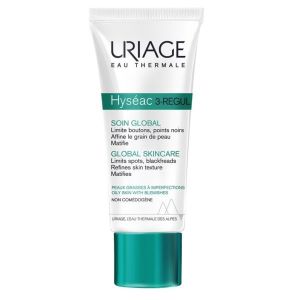 URIAGE
EAU THERMALE
Hyséac 3-REGUL
SOIN GLOBAL
Limite boutons, points noirs
Affine le grain de peau
Matifie
GLOBAL SKINCARE
Limits spots, blackheads
Refines skin texture
Matifies
PEAUX GRASSES À IMPERFECTIONS
OILY SKIN WITH BLEMISHES
NON COMÉDOGÈNE
URIAGE, L'EAU THERMALE DES ALPES